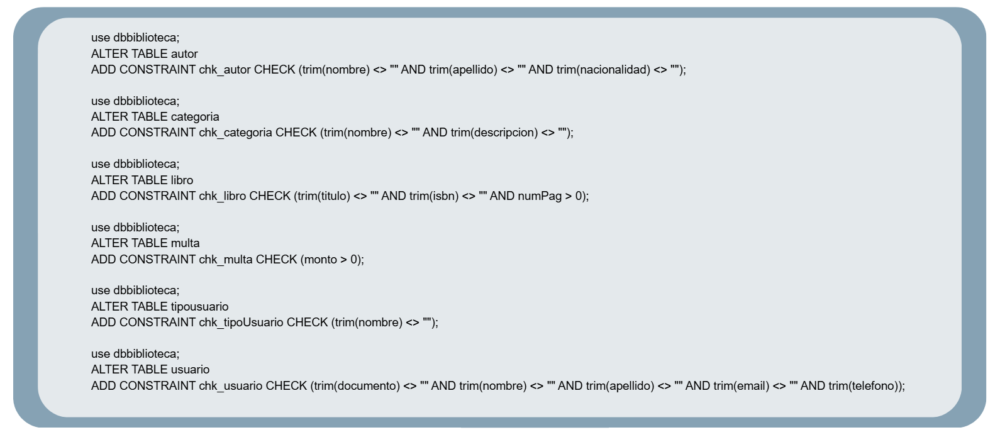 use dbbiblioteca;
ALTER TABLE autor
ADD CONSTRAINT chk_autor CHECK (trim(nombre) <> "" AND trim(apellido) <> "" AND trim(nacionalidad) <> "");
use dbbiblioteca;
ALTER TABLE categoria
ADD CONSTRAINT chk_categoria CHECK (trim(nombre) <> "" AND trim(descripcion) <> "");
use dbbiblioteca;
ALTER TABLE libro
ADD CONSTRAINT chk_libro CHECK (trim(titulo) <> "" AND trim(isbn) <> "" AND numPag > 0);
use dbbiblioteca;
ALTER TABLE multa
ADD CONSTRAINT chk_multa CHECK (monto > 0);
use dbbiblioteca;
ALTER TABLE tipousuario
ADD CONSTRAINT chk_tipoUsuario CHECK (trim(nombre) <> "");
use dbbiblioteca;
ALTER TABLE usuario
ADD CONSTRAINT chk_usuario CHECK (trim(documento) <> "" AND trim(nombre) <> "" AND trim(apellido) <> "" AND trim(email) <> "" AND trim(telefono));